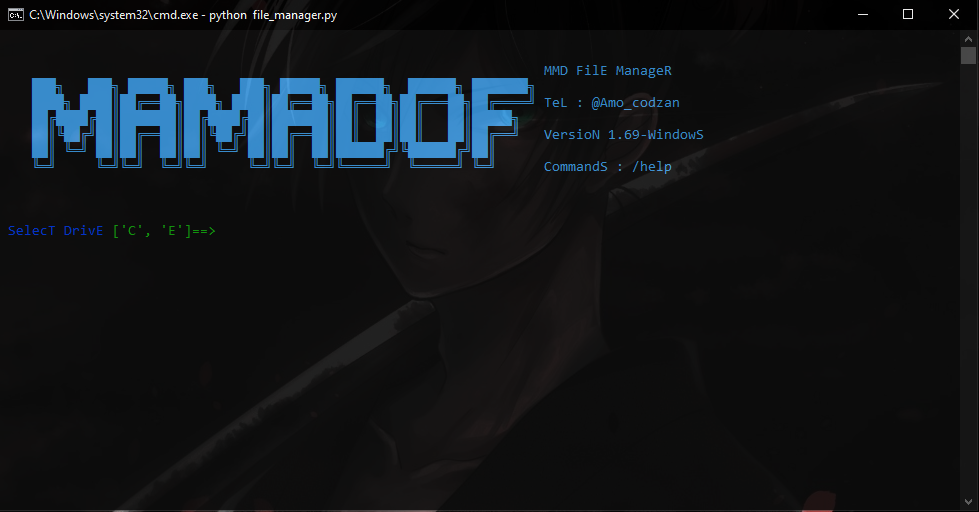 C:\Windows\system32\cmd.exe - python file_manager.py
MAMADOF
MMD FilE ManageR
TeL : @Amo_codzan
VersioN 1.69-WindowS
CommandS : /help
SelecT DrivE ['C', 'E']==>